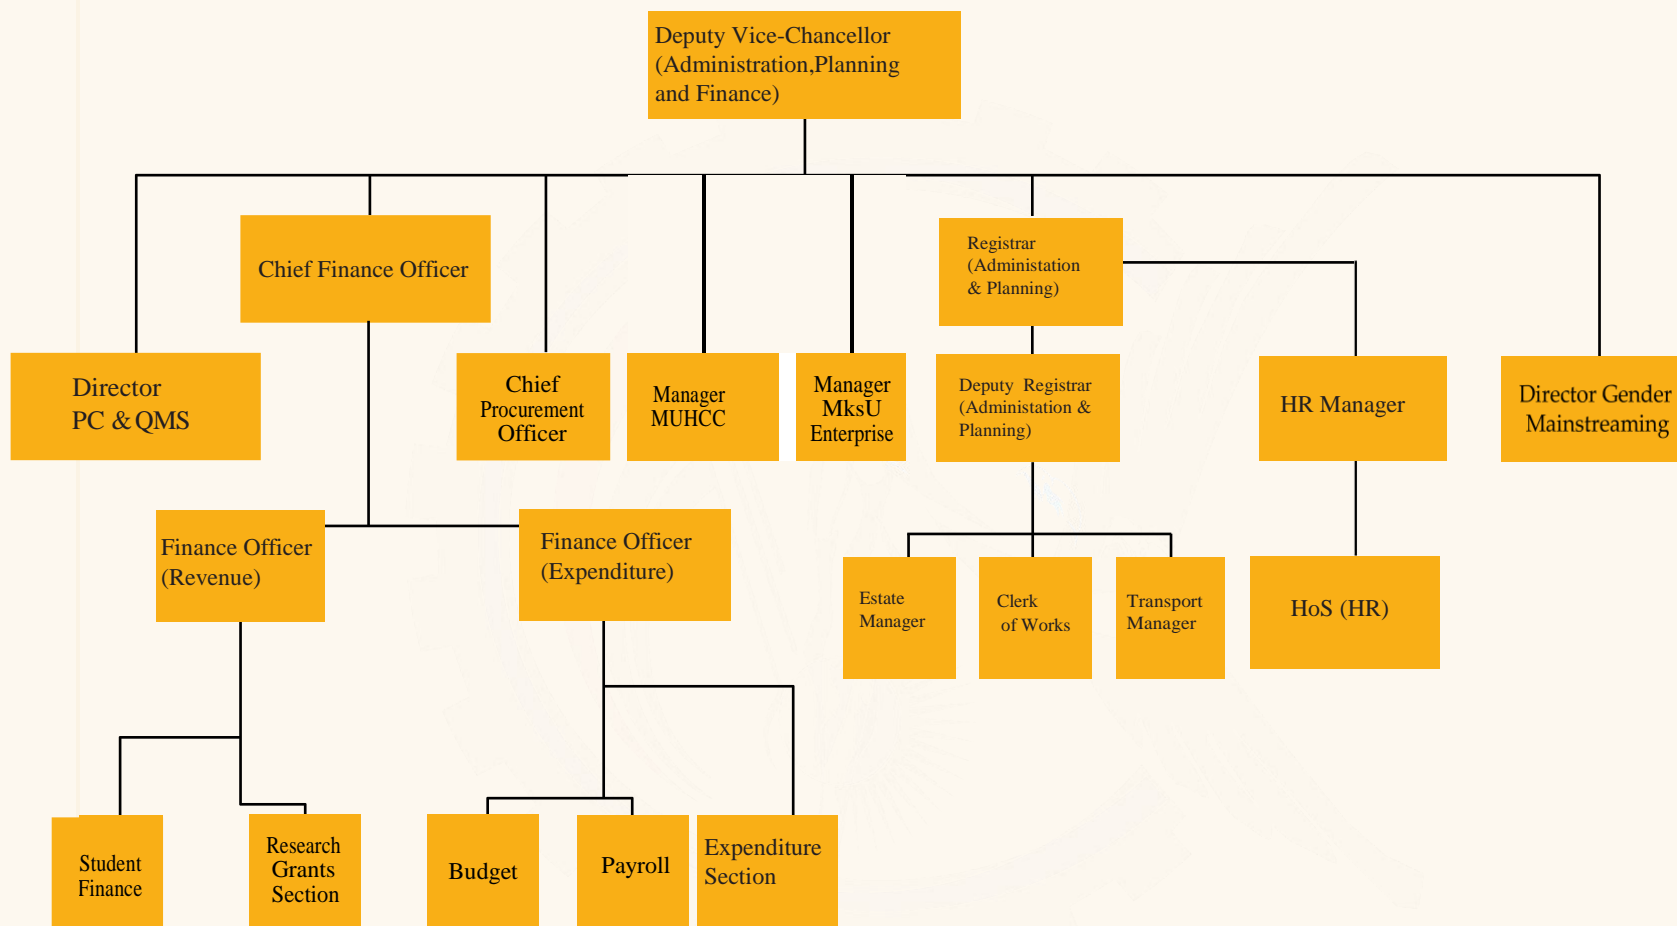 Deputy Vice-Chancellor
(Administration,Planning
and Finance)
Chief Finance Officer
Registrar
(Administation
& Planning)
Director
PC & QMS
Chief
Procurement
Officer
Manager
MUHCC
Manager
MksU
Enterprise
Deputy Registrar
(Administation &
Planning)
HR Manager
Director Gender
Mainstreaming
Finance Officer
(Revenue)
Finance Officer
(Expenditure)
Estate
Manager
Clerk
of Works
Transport
Manager
HoS (HR)
Student
Finance
Research
Grants
Section
Budget
Payroll
Expenditure
Section